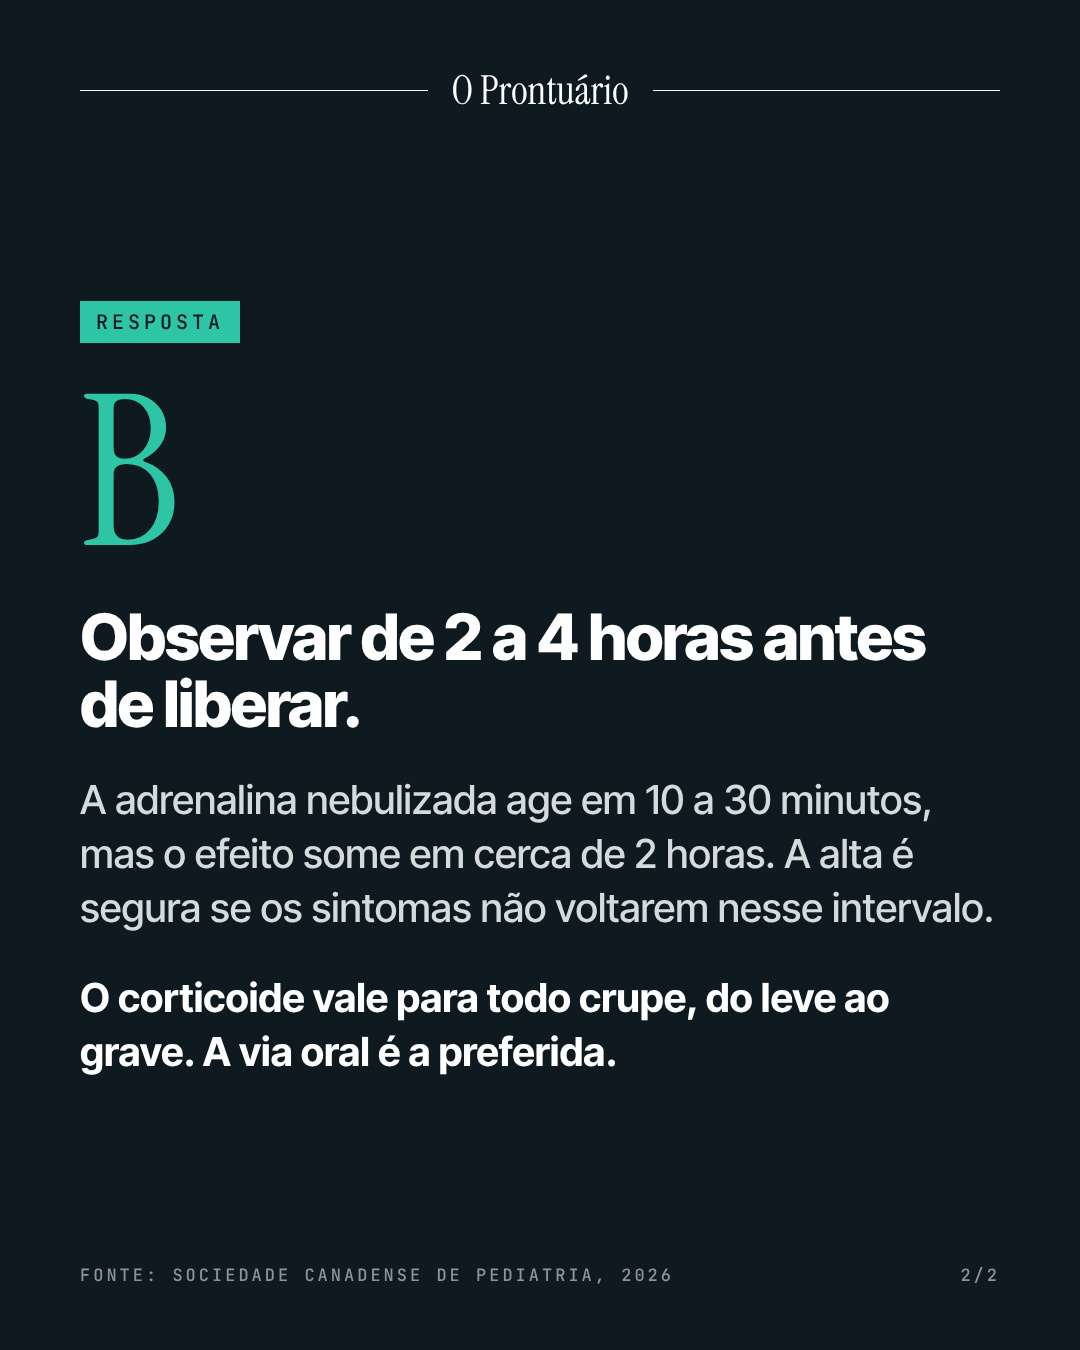 O Prontuário
RESPOSTA
B
Observar de 2 a 4 horas antes
de liberar.
A adrenalina nebulizada age em 10 a 30 minutos,
mas o efeito some em cerca de 2 horas. A alta é
segura se os sintomas não voltarem nesse intervalo.
O corticoide vale para todo crupe, do leve ao
grave. A via oral é a preferida.
FONTE: SOCIEDADE CANADENSE DE PEDIATRIA, 2026
2/2